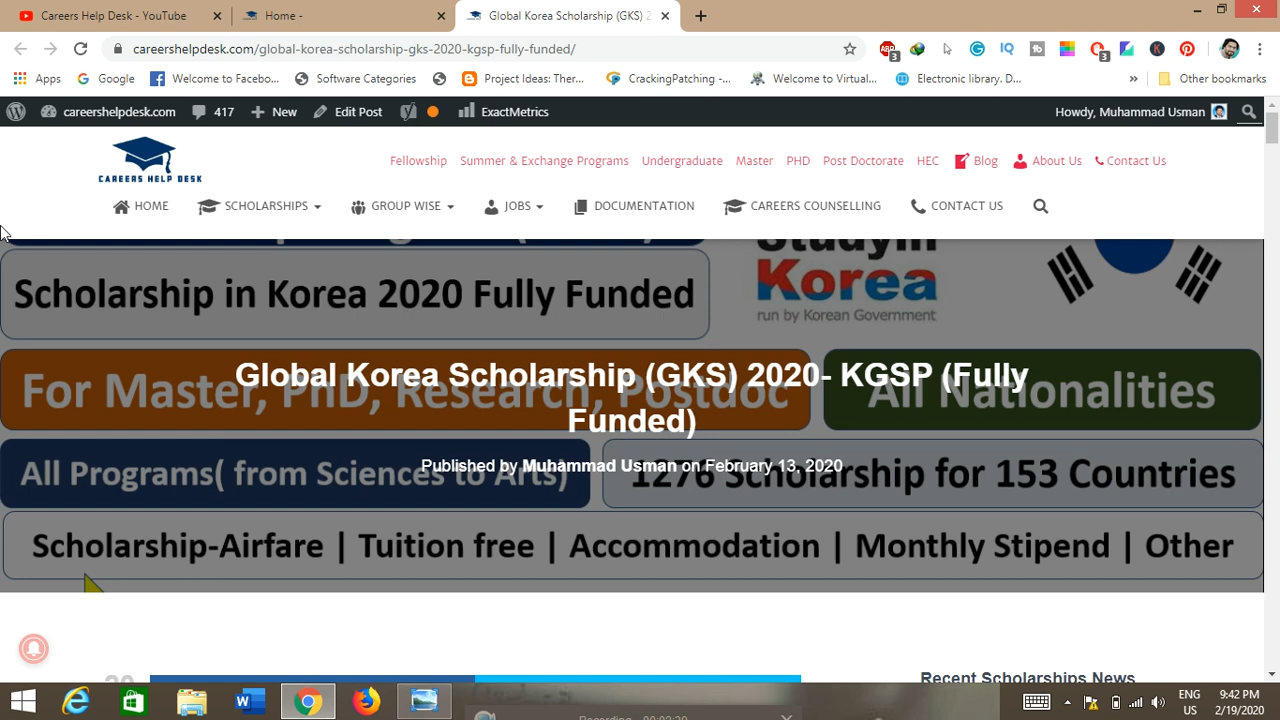 Careers Help Desk - YouTube
Home -
Global Korea Scholarship (GKS) 2
careershelpdesk.com/global-korea-scholarship-gks-2020-kgsp-fully-funded/
ABP
3
IQ
3
K
Apps
Google
Welcome to Facebo...
Software Categories
Project Ideas: Ther...
CrackingPatching -...
Welcome to Virtual...
Electronic library. D...
»
Other bookmarks
careershelpdesk.com
417
New
Edit Post
ExactMetrics
Howdy, Muhammad Usman
CAREERS HELP DESK
Fellowship
Summer & Exchange Programs
Undergraduate
Master
PHD
Post Doctorate
HEC
Blog
About Us
Contact Us
HOME
SCHOLARSHIPS
GROUP WISE
JOBS
DOCUMENTATION
CAREERS COUNSELLING
CONTACT US
Study in
Korea
run by Korean Government
Scholarship in Korea 2020 Fully Funded
Global Korea Scholarship (GKS) 2020- KGSP (Fully
Funded)
For Master, PhD, Research, Postdoc
All Nationalities
Published by Muhammad Usman on February 13, 2020
All Programs( from Sciences to Arts)
1276 Scholarship for 153 Countries
Scholarship-Airfare | Tuition free | Accommodation | Monthly Stipend | Other
Recent Scholarships News
ENG
US
9:42 PM
2/19/2020